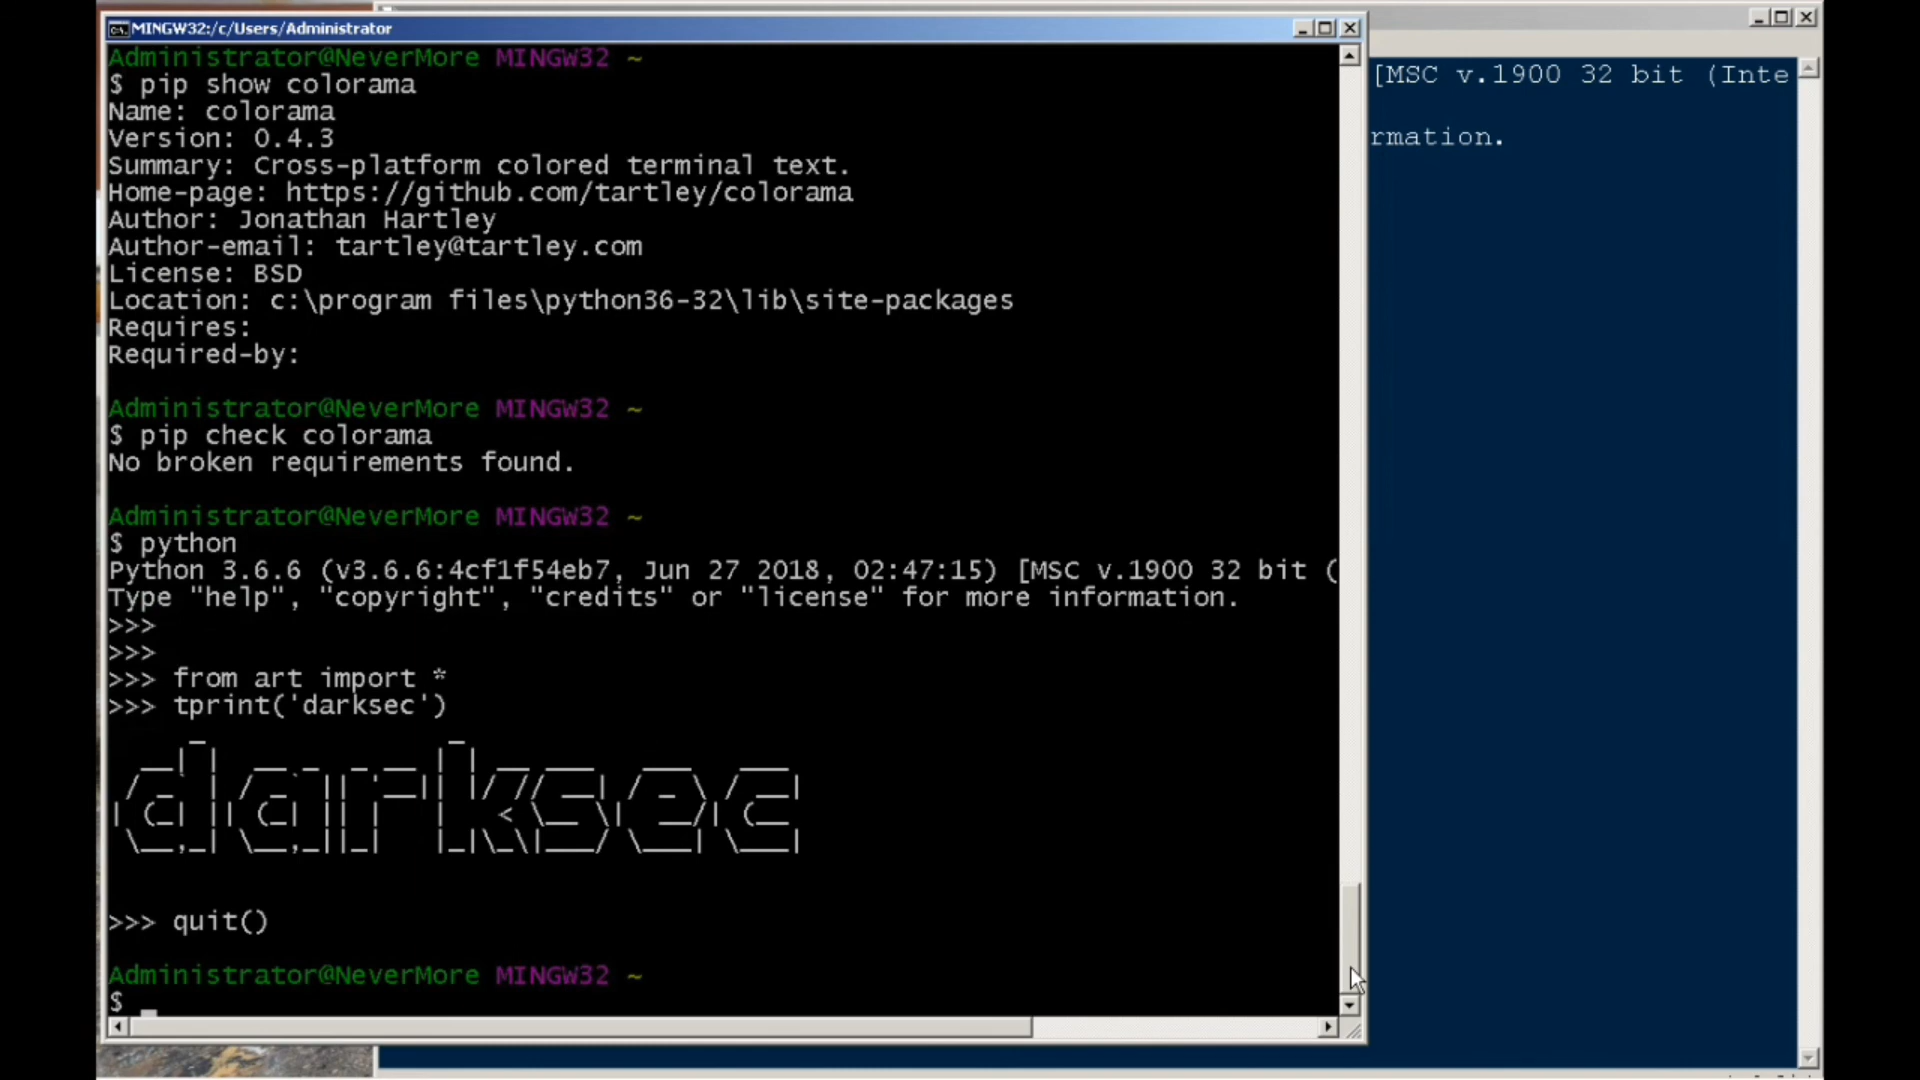 MINGW32:/c/Users/Administrator
Administrator@NeverMore MINGW32 ~
$ pip show colorama
Name: colorama
Version: 0.4.3
Summary: Cross-platform colored terminal text.
Home-page: https://github.com/tartley/colorama
Author: Jonathan Hartley
Author-email: tartley@tartley.com
License: BSD
Location: c:\program files\python36-32\lib\site-packages
Requires:
Required-by:
Administrator@NeverMore MINGW32 ~
$ pip check colorama
No broken requirements found.
Administrator@NeverMore MINGW32 ~
$ python
Python 3.6.6 (v3.6.6:4cf1f54eb7, Jun 27 2018, 02:47:15) [MSC v.1900 32 bit (
Type "help", "copyright", "credits" or "license" for more information.
>>>
>>>
>>> from art import *
>>> tprint('darksec')
darksec
>>> quit()
Administrator@NeverMore MINGW32 ~
$
[MSC v.1900 32 bit (Inte
rmation.